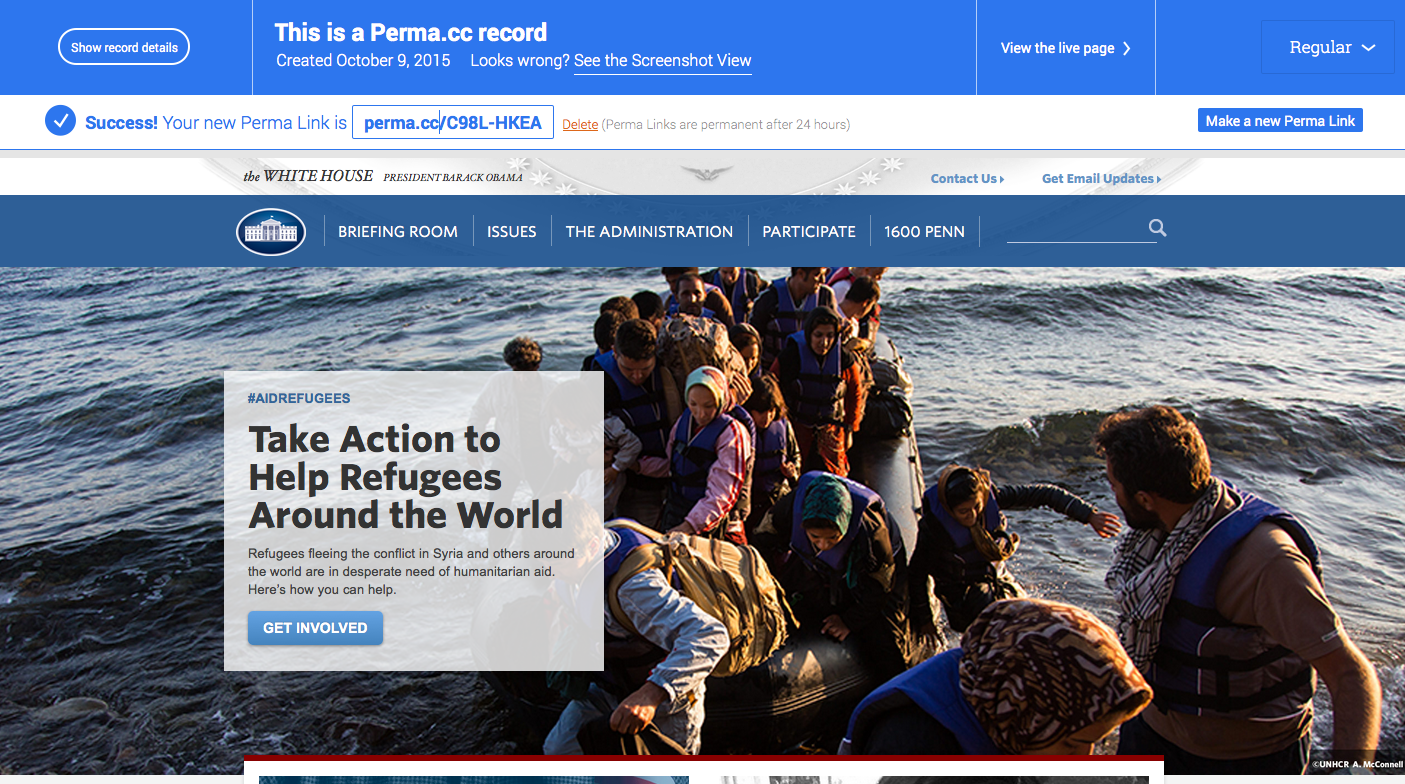 Show record details
This is a Perma.cc record
Created October 9, 2015 Looks wrong? See the Screenshot View
View the live page
Regular
Success! Your new Perma Link is perma.cc/C98L-HKEA Delete (Perma Links are permanent after 24 hours)
Make a new Perma Link
the WHITE HOUSE PRESIDENT BARACK OBAMA
Contact Us
Get Email Updates
BRIEFING ROOM ISSUES THE ADMINISTRATION PARTICIPATE 1600 PENN
#AIDREFUGEES
Take Action to
Help Refugees
Around the World
Refugees fleeing the conflict in Syria and others around
the world are in desperate need of humanitarian aid.
Here's how you can help.
GET INVOLVED
©UNHCR A. McConnell